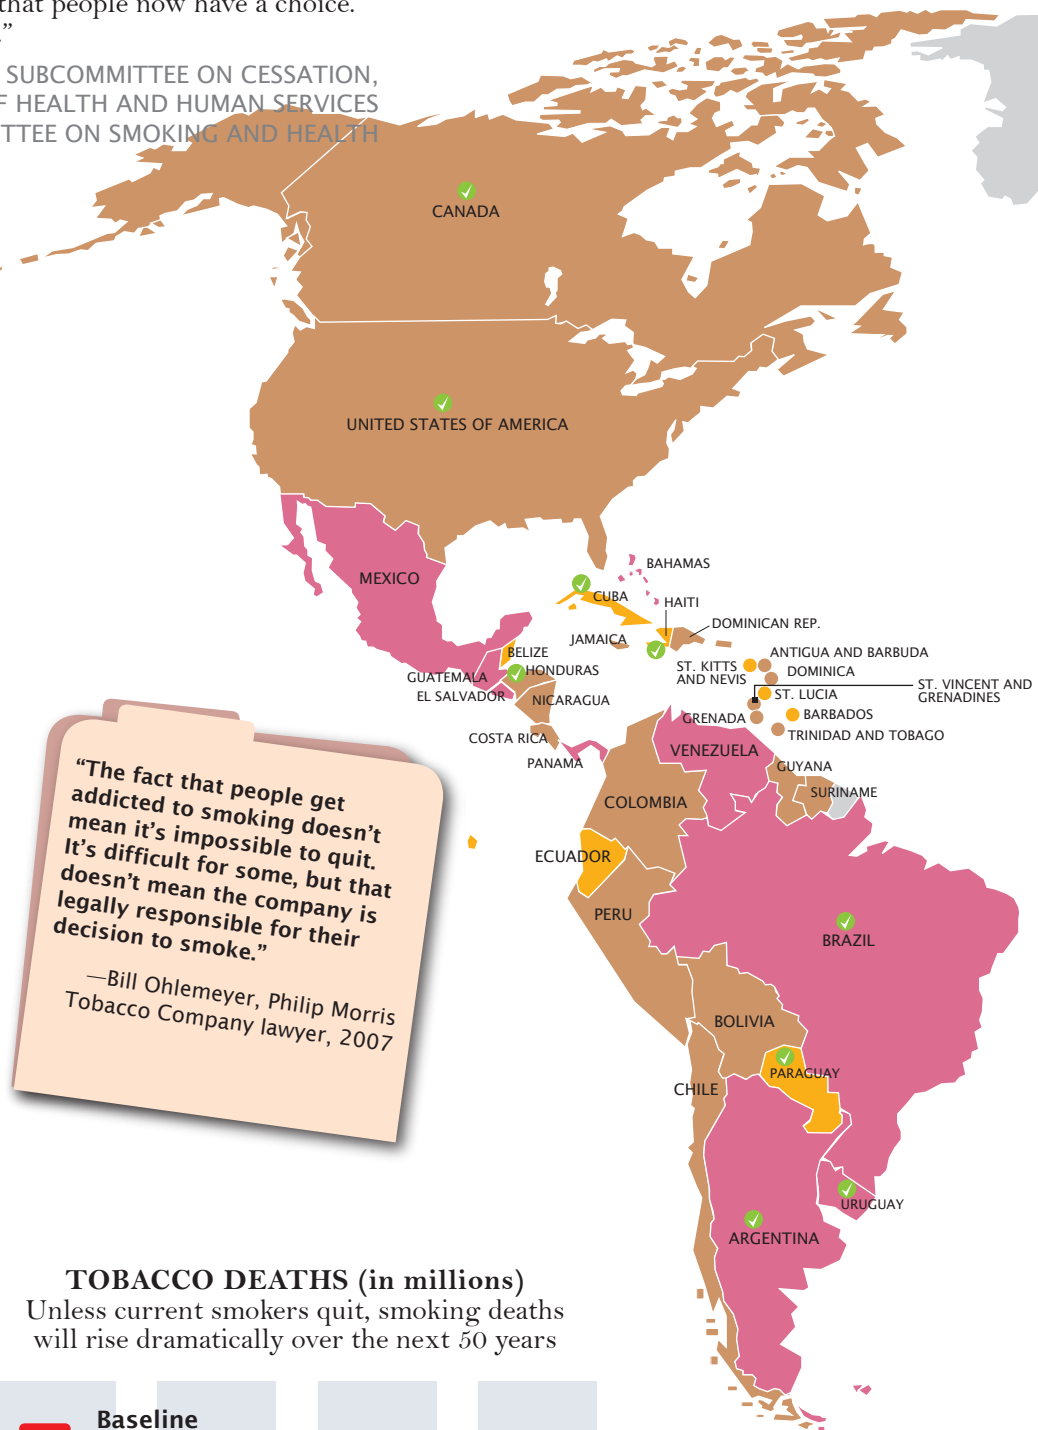 that people now have a choice.
.”
SUBCOMMITTEE ON CESSATION,
F HEALTH AND HUMAN SERVICES
TTEE ON SMOKING AND HEALTH
CANADA
UNITED STATES OF AMERICA
MEXICO
BAHAMAS
CUBA
HAITI
DOMINICAN REP.
JAMAICA
BELIZE
ANTIGUA AND BARBUDA
ST. KITTS
AND NEVIS
DOMINICA
GUATEMALA
HONDURAS
EL SALVADOR
NICARAGUA
ST. LUCIA
ST. VINCENT AND
GRENADINES
GRENADA
BARBADOS
TRINIDAD AND TOBAGO
COSTA RICA
PANAMA
VENEZUELA
GUYANA
SURINAME
COLOMBIA
ECUADOR
PERU
BRAZIL
BOLIVIA
PARAGUAY
CHILE
URUGUAY
ARGENTINA
“The fact that people get
addicted to smoking doesn’t
mean it’s impossible to quit.
It’s difficult for some, but that
doesn’t mean the company is
legally responsible for their
decision to smoke.”
—Bill Ohlemeyer, Philip Morris
Tobacco Company lawyer, 2007
TOBACCO DEATHS (in millions)
Unless current smokers quit, smoking deaths
will rise dramatically over the next 50 years
Baseline